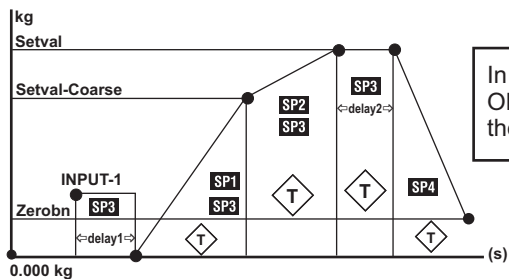 kg
Setval
Setval-Coarse
Zerobn
0.000 kg
INPUT-1
SP3
delay1
T
SP1
SP3
SP2
SP3
T
SP3
delay2
T
SP4
T
(s)
In
the